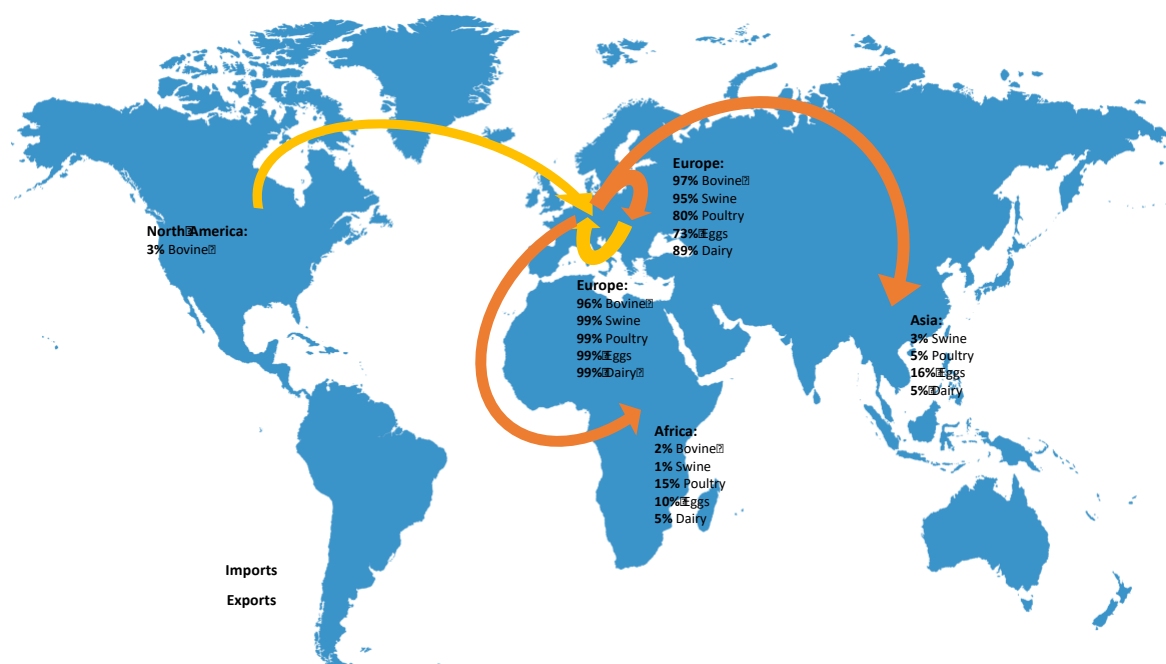 North America:
3% Bovine
Europe:
97% Bovine
95% Swine
80% Poultry
73% Eggs
89% Dairy
Europe:
96% Bovine
99% Swine
99% Poultry
99% Eggs
99% Dairy
Asia:
3% Swine
5% Poultry
16% Eggs
5% Dairy
Africa:
2% Bovine
1% Swine
15% Poultry
10% Eggs
5% Dairy
Imports
Exports